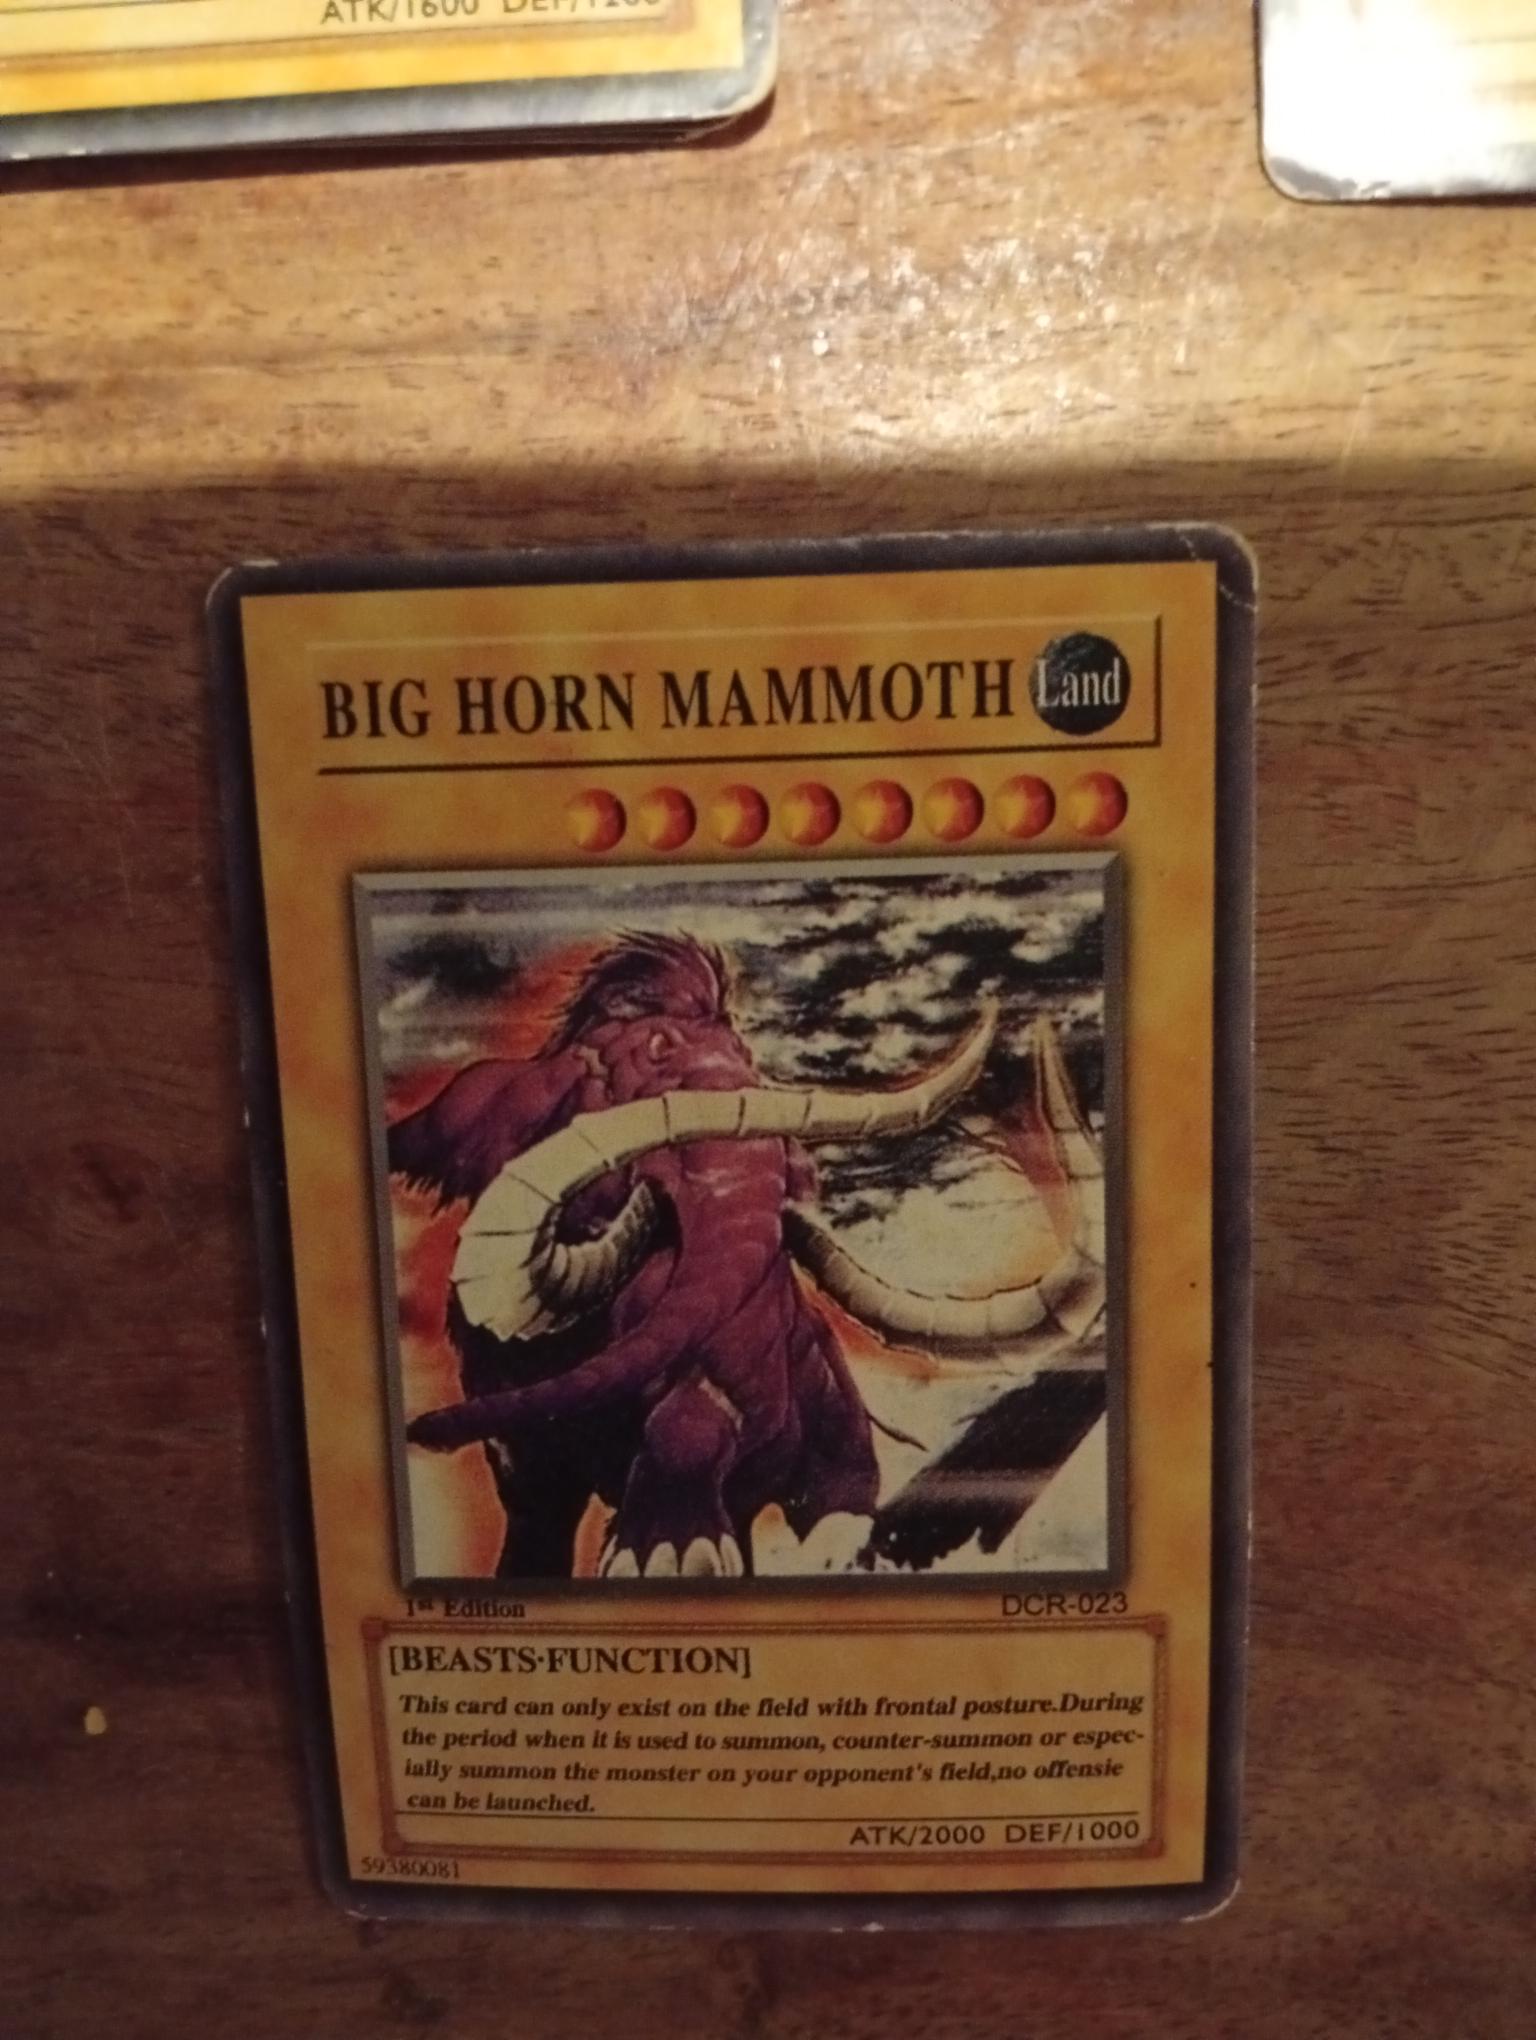 ATK/1600 DEF/1200
BIG HORN MAMMOTH Land
1st Edition DCR-023
[BEASTS·FUNCTION]
This card can only exist on the field with frontal posture.During
the period when it is used to summon, counter-summon or espec-
ially summon the monster on your opponent's field,no offensie
can be launched.
ATK/2000 DEF/1000
59380081